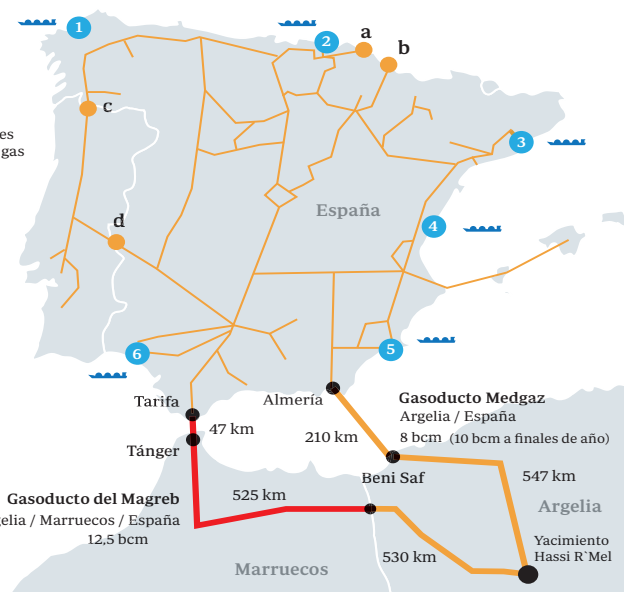 1
2
a
b
c
es
gas
3
España
4
d
5
6
Tarifa
Almería
Gasoducto Medgaz
Argelia / España
8 bcm (10 bcm a finales de año)
47 km
210 km
Tánger
Beni Saf
547 km
Gasoducto del Magreb
525 km
gelia / Marruecos / España
12,5 bcm
Argelia
530 km
Yacimiento
Hassi R`Mel
Marruecos